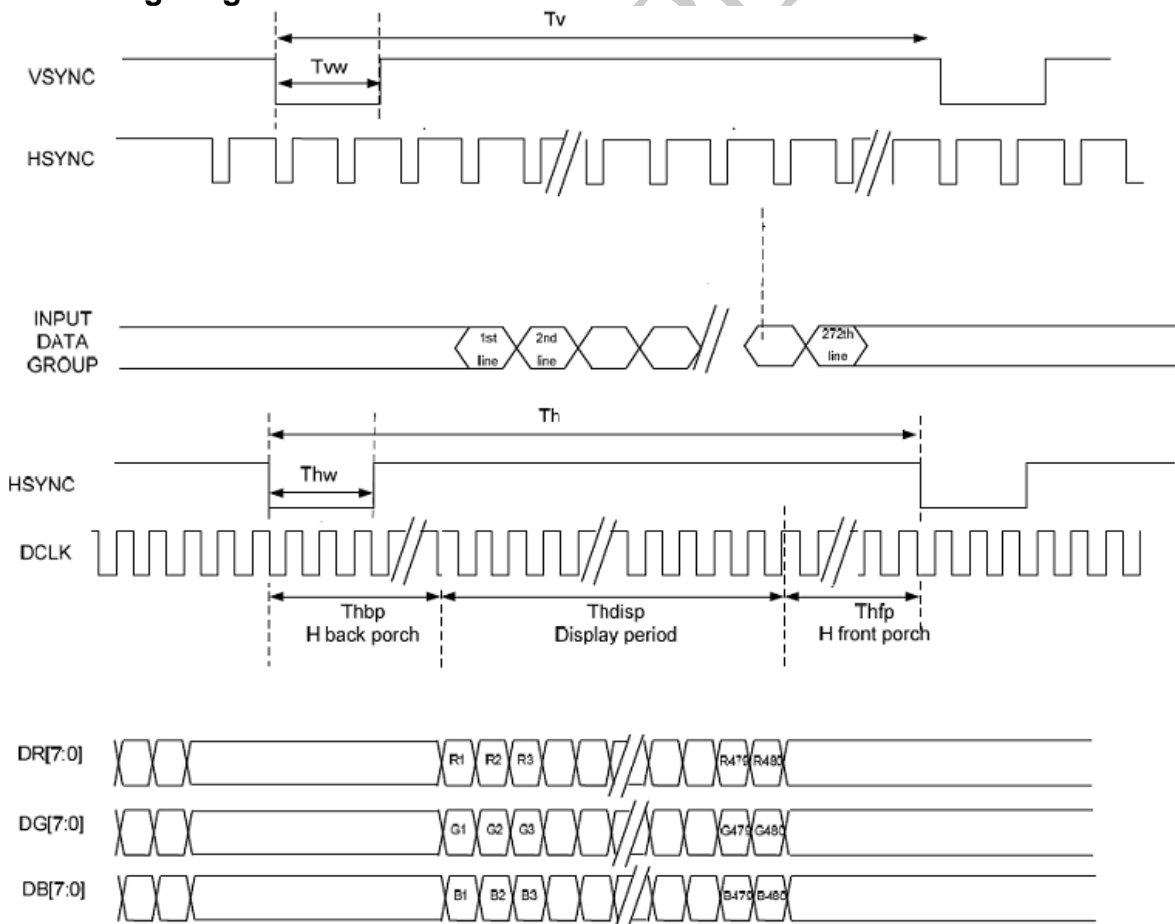 Tv
VSYNC
Tvw
HSYNC
INPUT
DATA
GROUP
1st
line
2nd
line
272th
line
Th
HSYNC
Thw
DCLK
Thbp
H back porch
Thdisp
Display period
Thfp
H front porch
DR[7:0]
R1 R2 R3 R479 R480
DG[7:0]
G1 G2 G3 G479 G480
DB[7:0]
B1 B2 B3 B479 B480